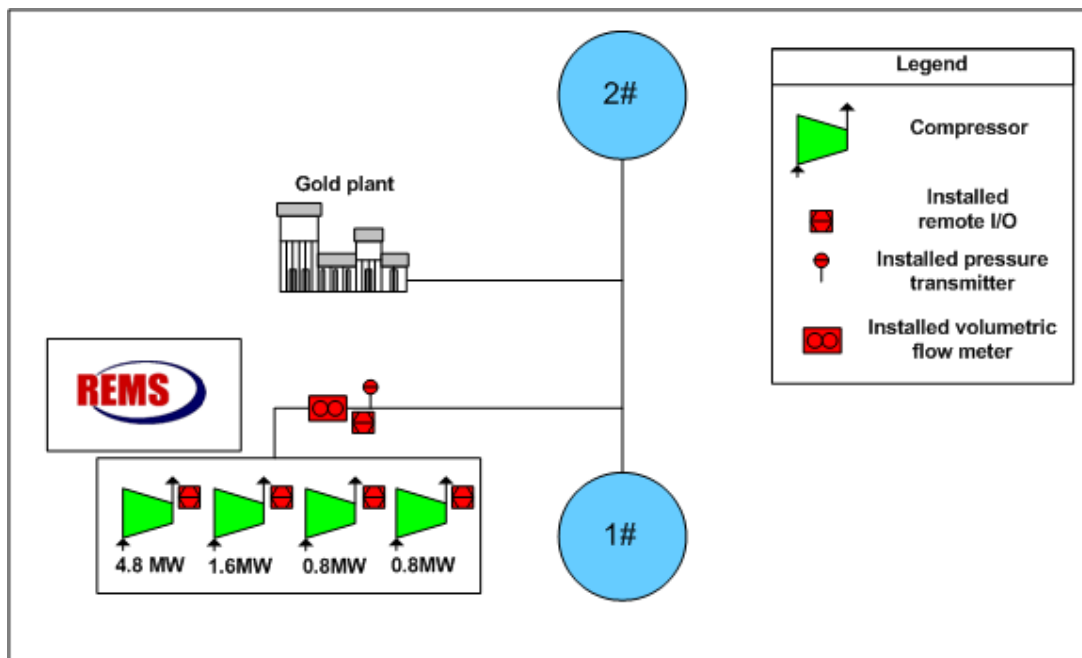 2#
Legend
Compressor
Installed
remote I/O
Installed pressure
transmitter
Installed volumetric
flow meter
Gold plant
REMS
4.8 MW
1.6MW
0.8MW
0.8MW
1#